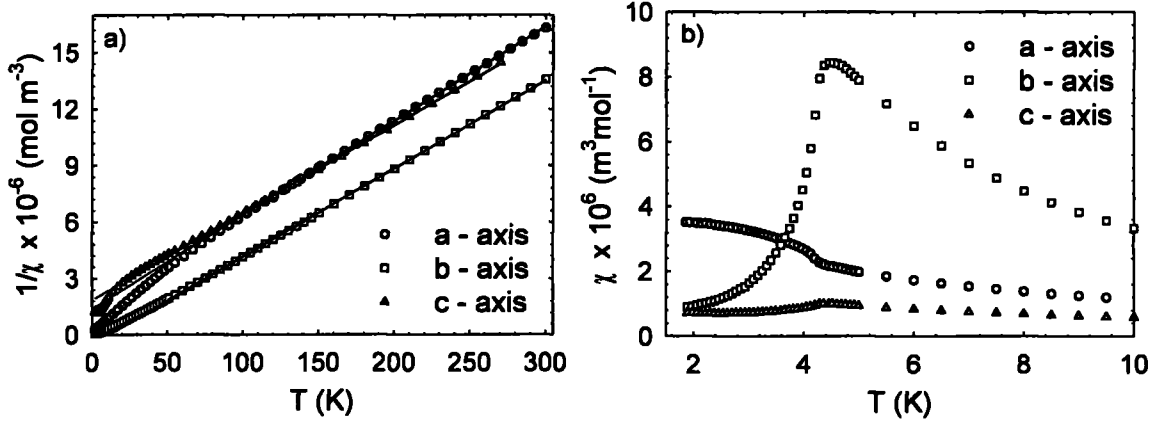 a)
1/χ x 10⁻⁶ (mol m⁻³)
15
12
9
6
3
0
a - axis
b - axis
c - axis
0 50 100 150 200 250 300
T (K)
b)
χ x 10⁶ (m³mol⁻¹)
10
8
6
4
2
0
a - axis
b - axis
c - axis
2 4 6 8 10
T (K)